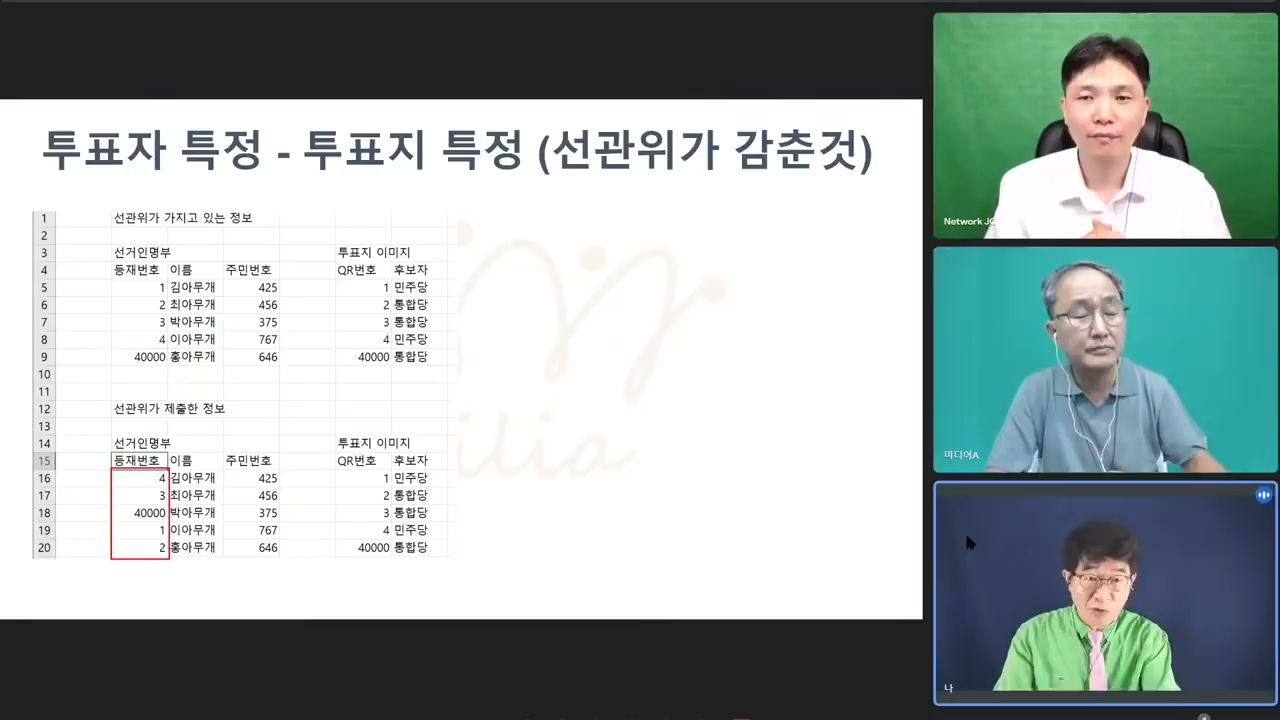 투표자 특정 - 투표지 특정 (선관위가 감춘것)
1 선관위가 가지고 있는 정보
2
3 선거인명부 투표지 이미지
4 등재번호 이름 주민번호 QR번호 후보자
5 1 김아무개 425 1 민주당
6 2 최아무개 456 2 통합당
7 3 박아무개 375 3 통합당
8 4 이아무개 767 4 민주당
9 40000 홍아무개 646 40000 통합당
10
11
12 선관위가 제출한 정보
13
14 선거인명부 투표지 이미지
15 등재번호 이름 주민번호 QR번호 후보자
16 4 김아무개 425 1 민주당
17 3 최아무개 456 2 통합당
18 40000 박아무개 375 3 통합당
19 1 이아무개 767 4 민주당
20 2 홍아무개 646 40000 통합당
ilia
Network JO
미디어A
나